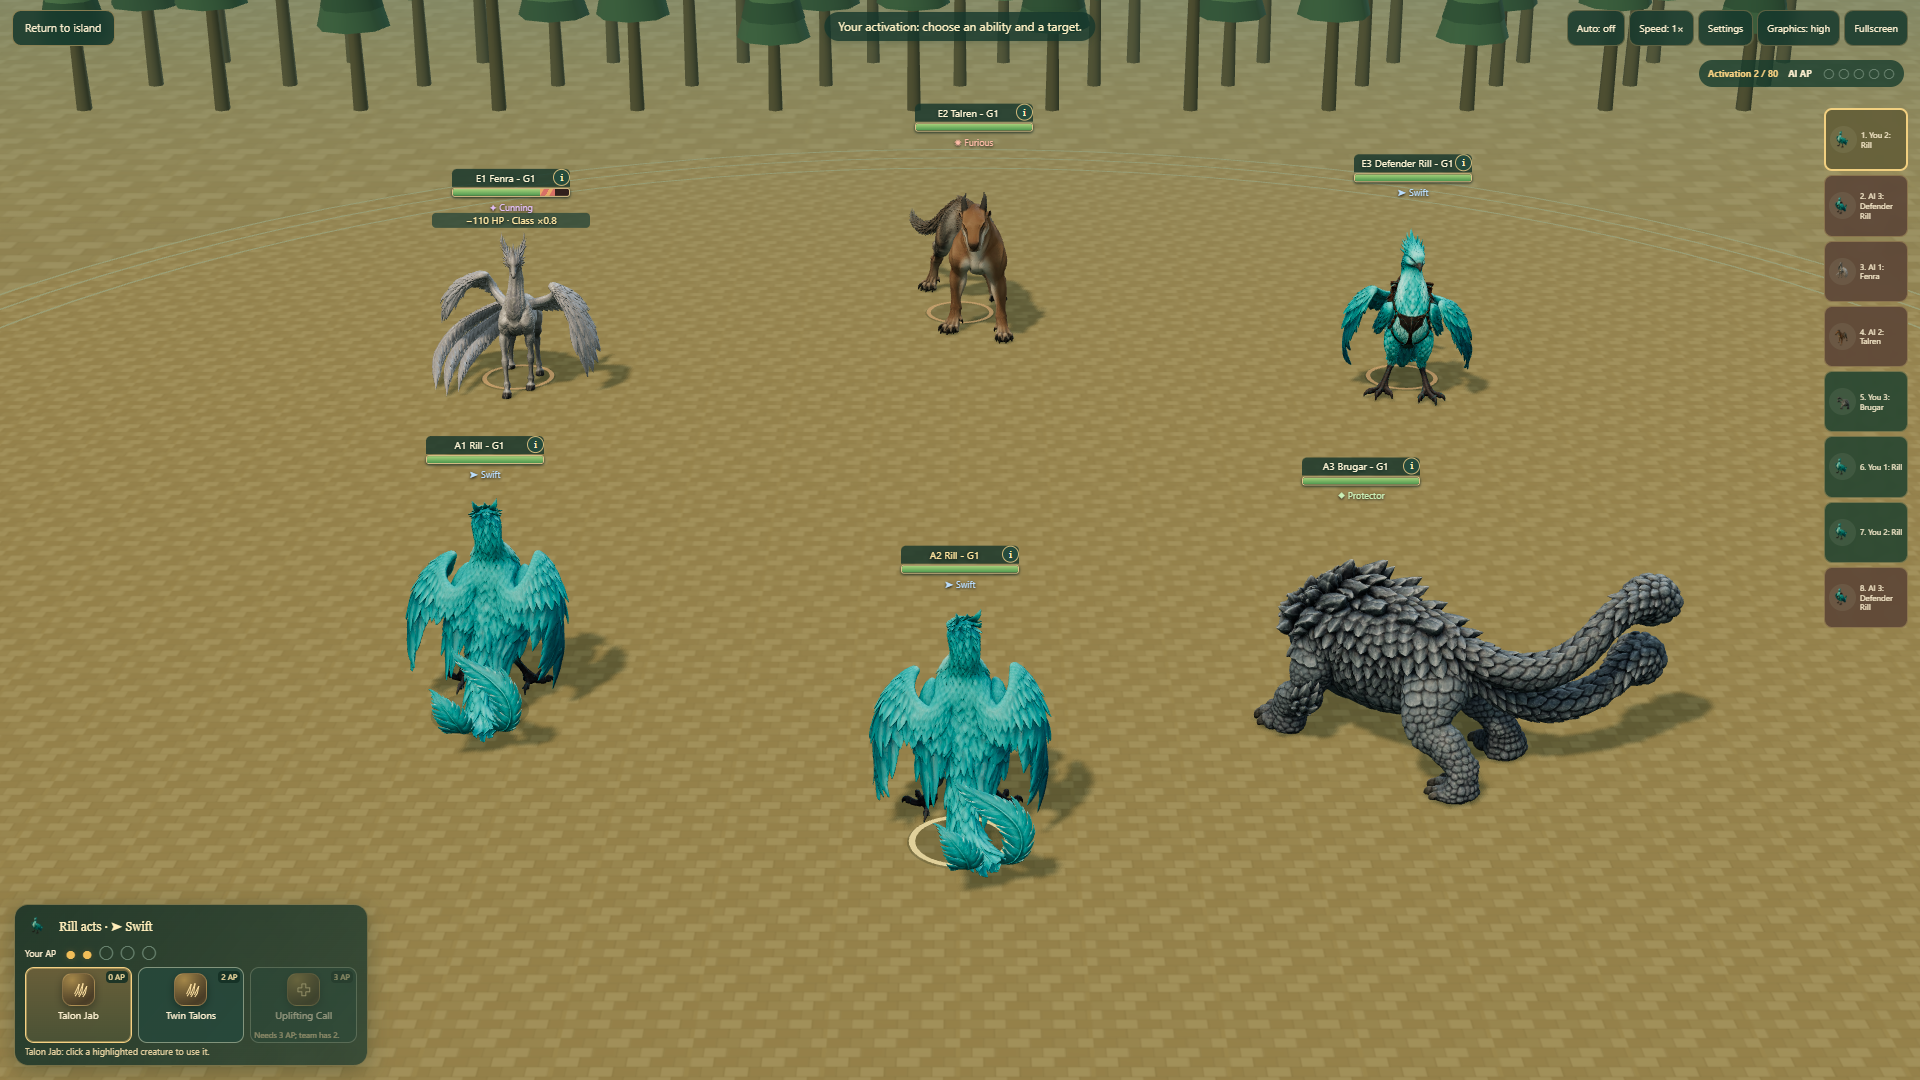 Return to island
Your activation: choose an ability and a target.
Auto: off
Speed: 1×
Settings
Graphics: high
Fullscreen
Activation 2 / 80 AI AP
E2 Talren - G1 i
Furious
E1 Fenra - G1 i
Cunning
−110 HP · Class ×0.8
E3 Defender Rill - G1 i
Swift
A1 Rill - G1 i
Swift
A2 Rill - G1 i
Swift
A3 Brugar - G1 i
Protector
1. You 2:
Rill
2. AI 3:
Defender
Rill
3. AI 1:
Fenra
4. AI 2:
Talren
5. You 3:
Brugar
6. You 1: Rill
7. You 2: Rill
8. AI 3:
Defender
Rill
Rill acts · ➤ Swift
Your AP
0 AP
Talon Jab
2 AP
Twin Talons
3 AP
Uplifting Call
Needs 3 AP; team has 2.
Talon Jab: click a highlighted creature to use it.